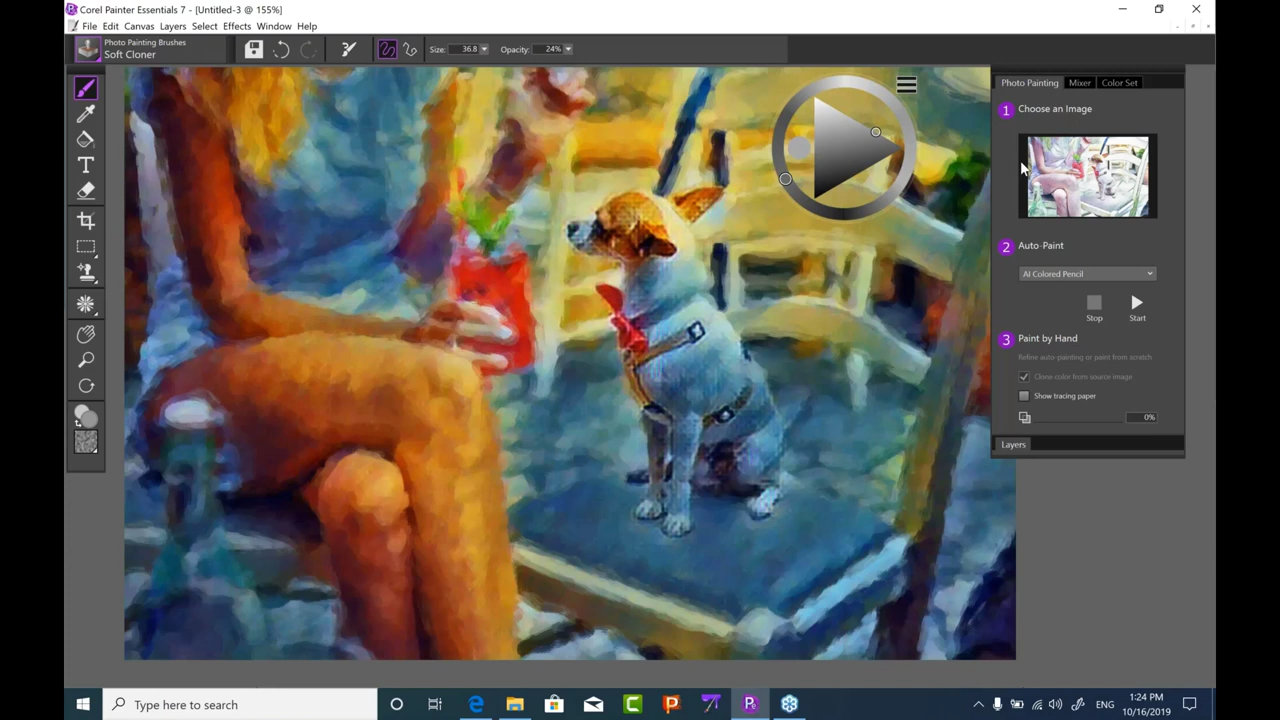 Corel Painter Essentials 7 - [Untitled-3 @ 155%]
File Edit Canvas Layers Select Effects Window Help
Photo Painting Brushes
Soft Cloner
Size: 36.8 Opacity: 24%
Photo Painting Mixer Color Set
1 Choose an Image
2 Auto-Paint
AI Colored Pencil
Stop Start
3 Paint by Hand
Refine auto-painting or paint from scratch
Clone color from source image
Show tracing paper
0%
Layers
Type here to search
ENG
1:24 PM
10/16/2019